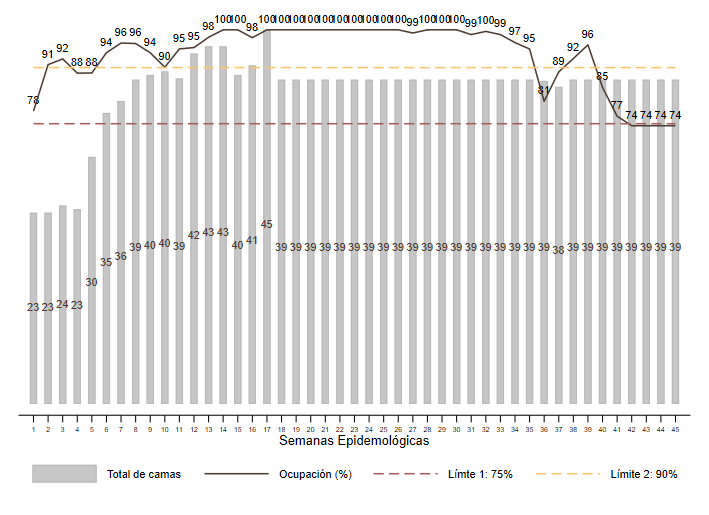 78 91 92 88 88 94 96 96 94 90 95 95 98 100 100 98 100 100 100 100 100 100 100 100 100 100 99 100 100 100 99 100 99 97 95 81 89 92 96 85 77 74 74 74 74
23 23 24 23 30 35 36 39 40 40 39 42 43 43 40 41 45 39 39 39 39 39 39 39 39 39 39 39 39 39 39 39 39 39 39 39 38 39 39 39 39 39 39 39 39
1 2 3 4 5 6 7 8 9 10 11 12 13 14 15 16 17 18 19 20 21 22 23 24 25 26 27 28 29 30 31 32 33 34 35 36 37 38 39 40 41 42 43 44 45
Semanas Epidemológicas
Total de camas Ocupación (%) Límte 1: 75% Límite 2: 90%